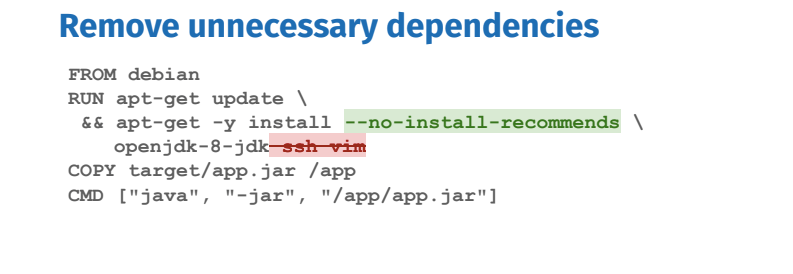 Remove unnecessary dependencies
FROM debian
RUN apt-get update \
&& apt-get -y install --no-install-recommends \
openjdk-8-jdk ssh vim
COPY target/app.jar /app
CMD ["java", "-jar", "/app/app.jar"]